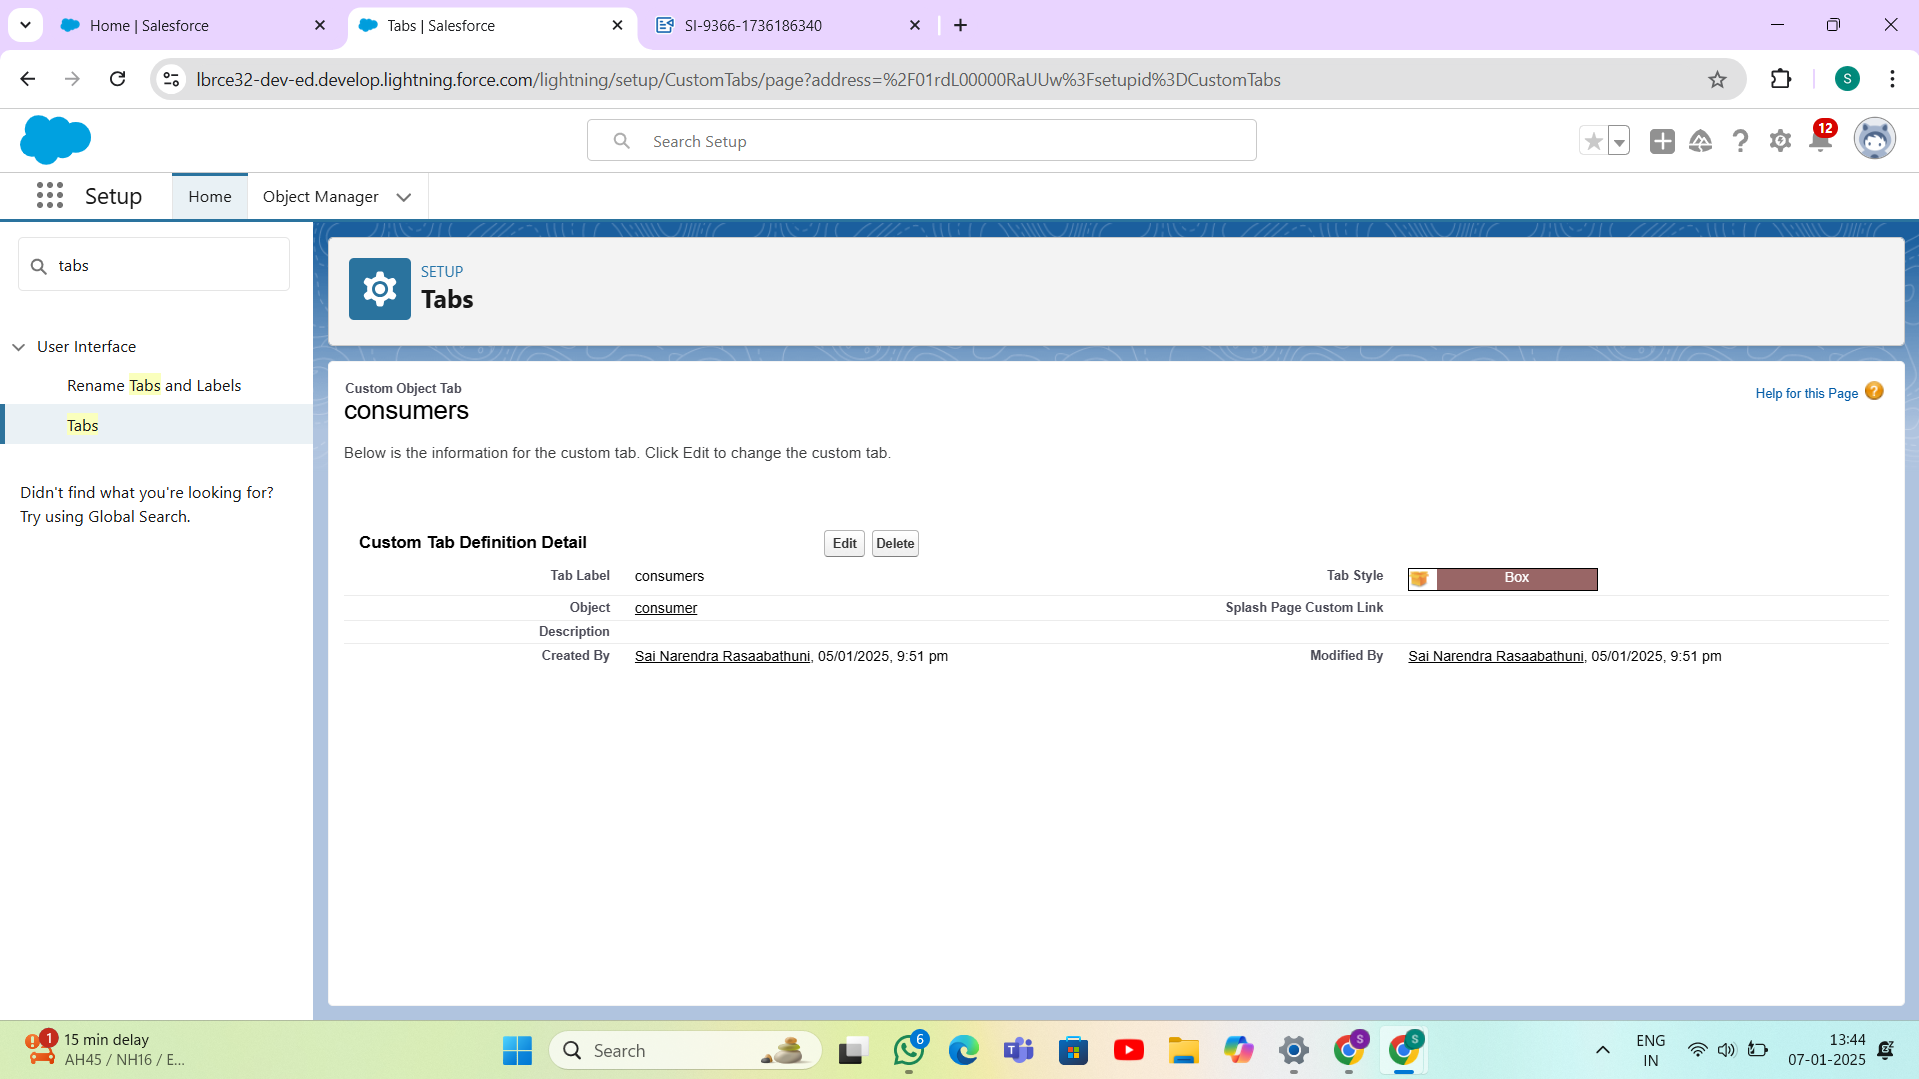 Home | Salesforce
Tabs | Salesforce
SI-9366-1736186340
lbrce32-dev-ed.develop.lightning.force.com/lightning/setup/CustomTabs/page?address=%2F01rdL00000RaUUw%3Fsetupid%3DCustomTabs
S
Search Setup
12
Setup
Home
Object Manager
tabs
User Interface
Rename Tabs and Labels
Tabs
Didn't find what you're looking for?
Try using Global Search.
SETUP
Tabs
Custom Object Tab
consumers
Help for this Page
Below is the information for the custom tab. Click Edit to change the custom tab.
Custom Tab Definition Detail
Edit
Delete
Tab Label consumers
Tab Style Box
Object consumer
Splash Page Custom Link
Description
Created By Sai Narendra Rasaabathuni, 05/01/2025, 9:51 pm
Modified By Sai Narendra Rasaabathuni, 05/01/2025, 9:51 pm
1
15 min delay
AH45 / NH16 / E...
Search
6
S
S
ENG
IN
13:44
07-01-2025